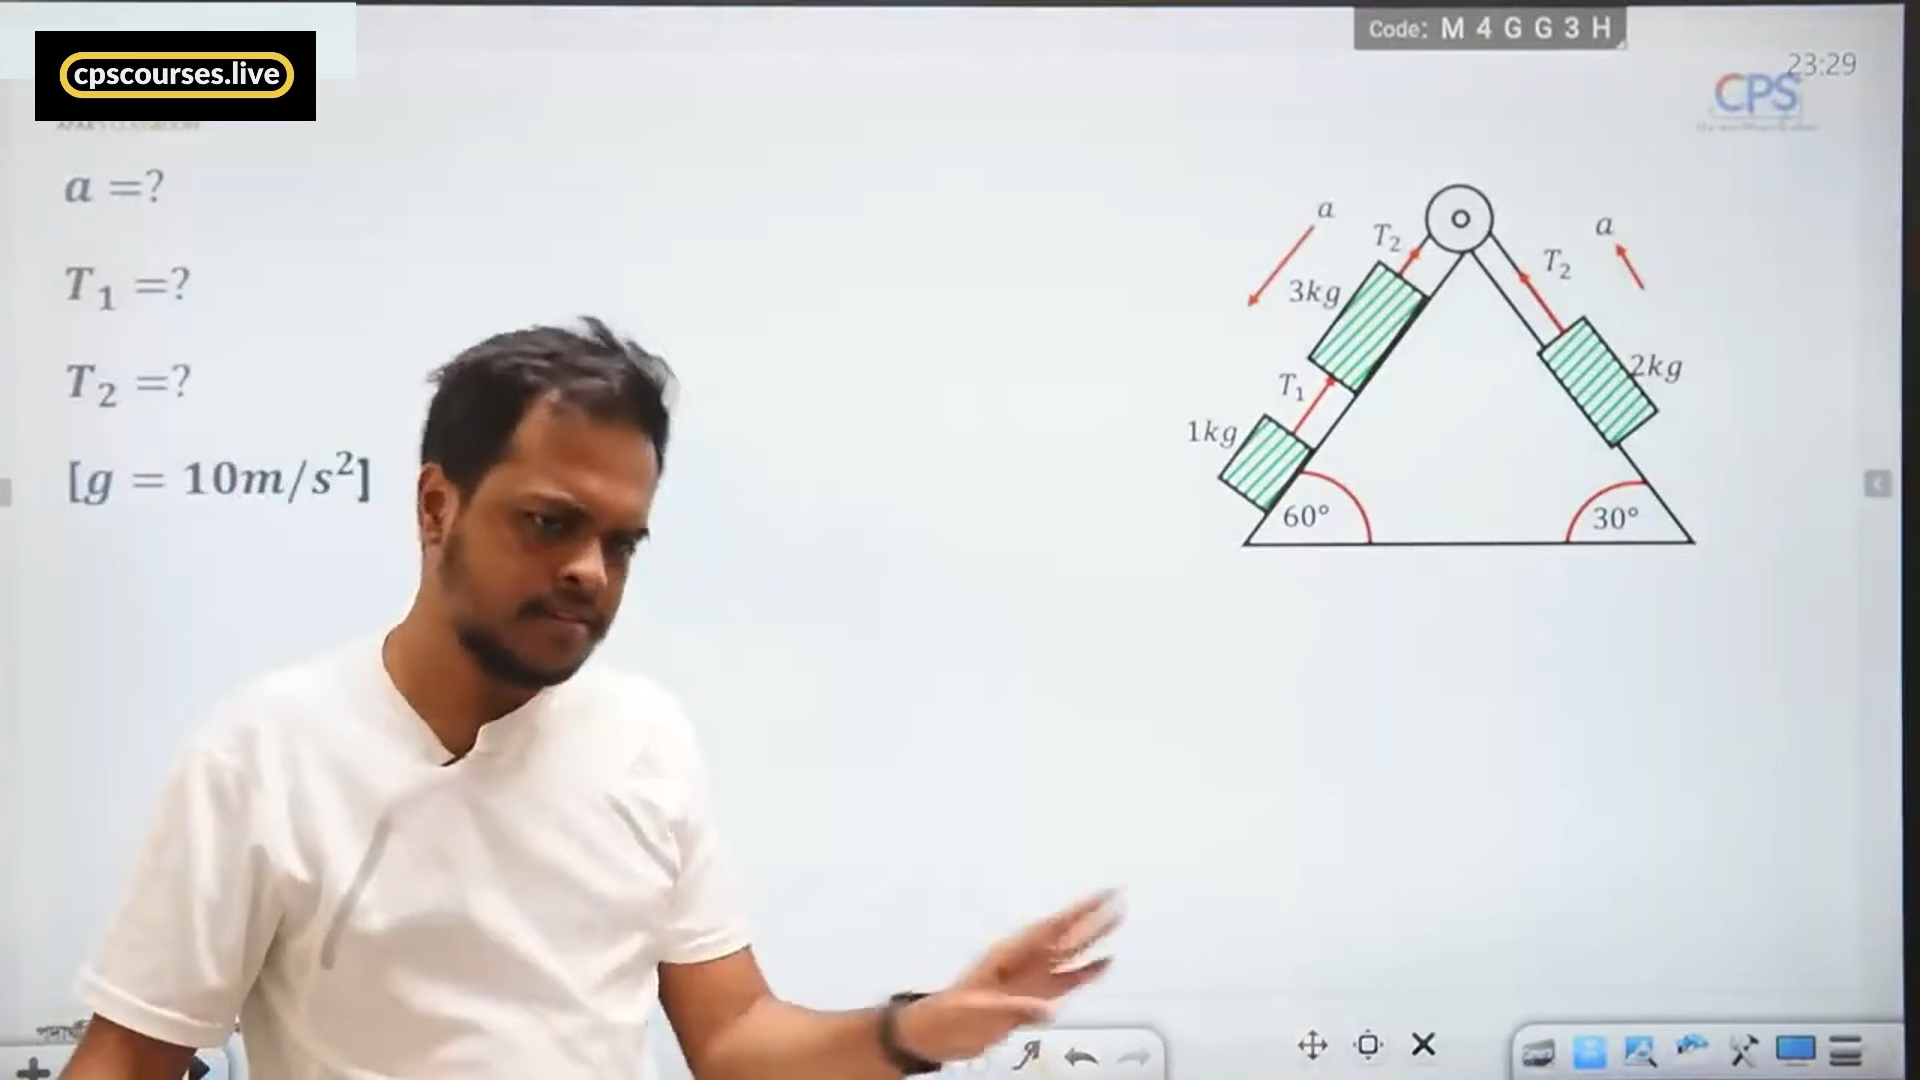 cpscourses.live
Code: M 4 G G 3 H
23:29
CPS
a =?
T₁ =?
T₂ =?
[g = 10m/s²]
a
T₂
3kg
T₁
1kg
60°
a
T₂
2kg
30°